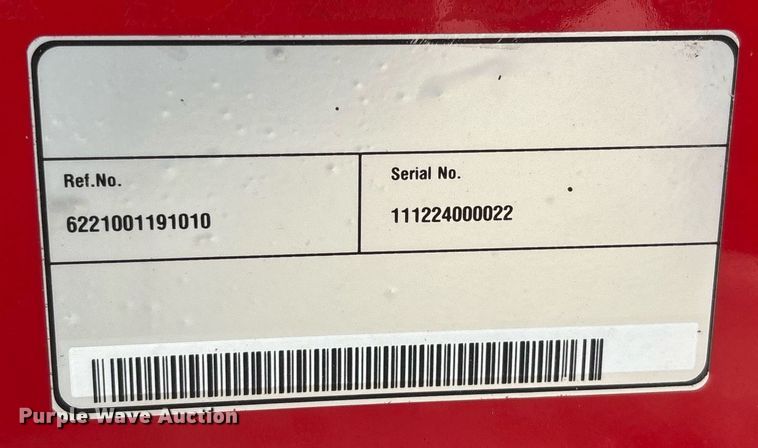 Ref.No.
Serial No.
6221001191010
111224000022
Purple Wave Auction